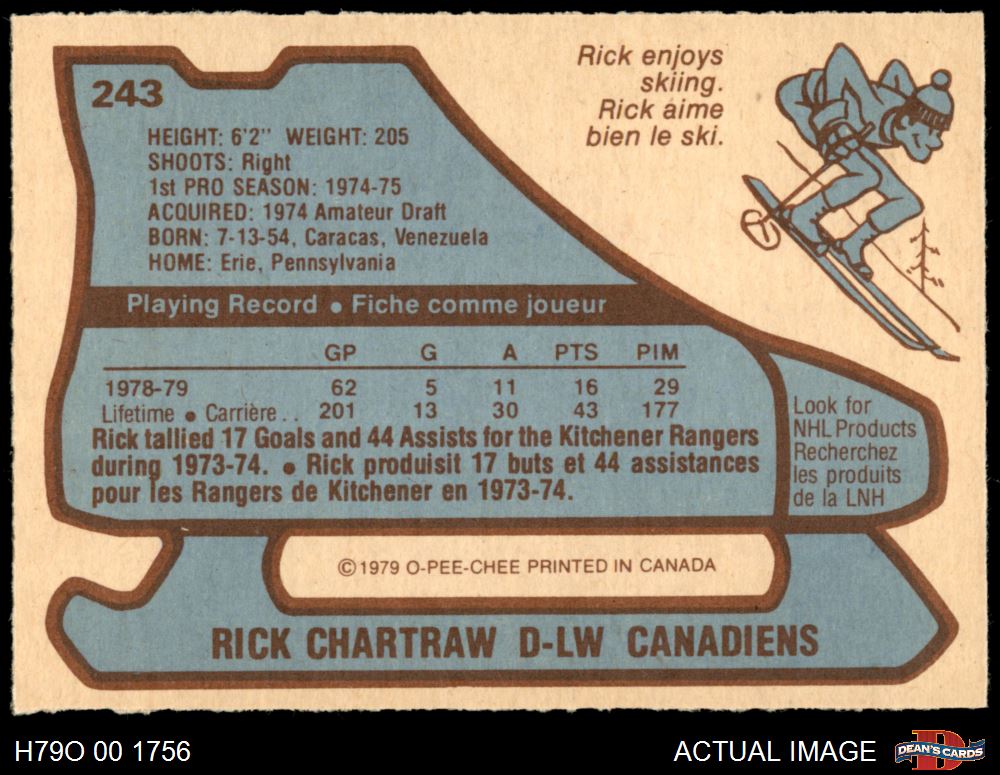 243
Rick enjoys
skiing.
Rick aime
bien le ski.
HEIGHT: 6'2" WEIGHT: 205
SHOOTS: Right
1st PRO SEASON: 1974-75
ACQUIRED: 1974 Amateur Draft
BORN: 7-13-54, Caracas, Venezuela
HOME: Erie, Pennsylvania
Playing Record ● Fiche comme joueur
GP G A PTS PIM
1978-79 62 5 11 16 29
Lifetime ● Carrière . . 201 13 30 43 177
Rick tallied 17 Goals and 44 Assists for the Kitchener Rangers
during 1973-74. ● Rick produisit 17 buts et 44 assistances
pour les Rangers de Kitchener en 1973-74.
Look for
NHL Products
Recherchez
les produits
de la LNH
©1979 O-PEE-CHEE PRINTED IN CANADA
RICK CHARTRAW D-LW CANADIENS
H79O 00 1756
ACTUAL IMAGE
DEAN'S CARDS